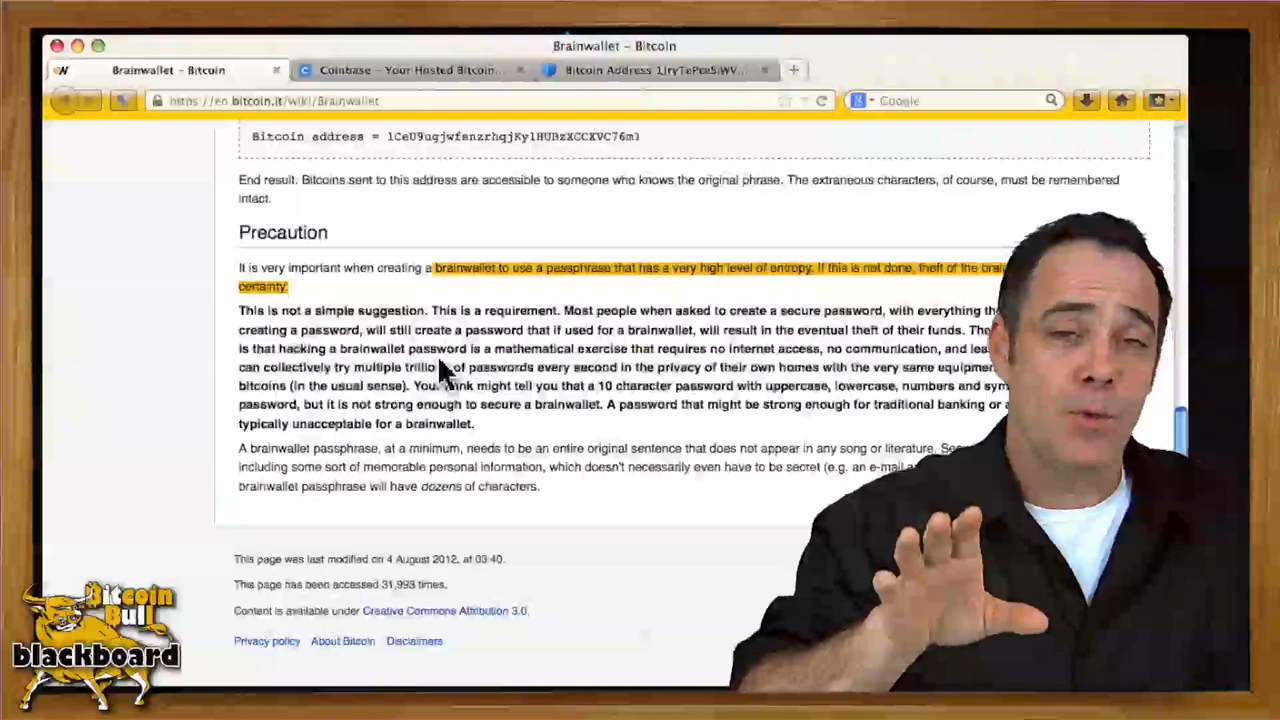 Brainwallet – Bitcoin
Brainwallet – Bitcoin
Coinbase – Your Hosted Bitcoin...
Bitcoin Address
https://en.bitcoin.it/wiki/Brainwallet
Google
Bitcoin address =
End result. Bitcoins sent to this address are accessible to someone who knows the original phrase. The extraneous characters, of course, must be remembered
intact.
Precaution
It is very important when creating a brainwallet to use a passphrase that has a very high level of entropy. If this is not done, theft of the brai
certainty.
This is not a simple suggestion. This is a requirement. Most people when asked to create a secure password, with everything th
creating a password, will still create a password that if used for a brainwallet, will result in the eventual theft of their funds. The
is that hacking a brainwallet password is a mathematical exercise that requires no internet access, no communication, and lea
can collectively try multiple trillio of passwords every second in the privacy of their own homes with the very same equipmen
bitcoins (in the usual sense). You nk might tell you that a 10 character password with uppercase, lowercase, numbers and sym
password, but it is not strong enough to secure a brainwallet. A password that might be strong enough for traditional banking or
typically unacceptable for a brainwallet.
A brainwallet passphrase, at a minimum, needs to be an entire original sentence that does not appear in any song or literature.
including some sort of memorable personal information, which doesn't necessarily even have to be secret (e.g. an e-mail
brainwallet passphrase will have dozens of characters.
This page was last modified on 4 August 2012, at 03:40.
This page has been accessed 31,993 times.
Content is available under Creative Commons Attribution 3.0.
Privacy policy About Bitcoin Disclaimers
Bitcoin
Bull
blackboard